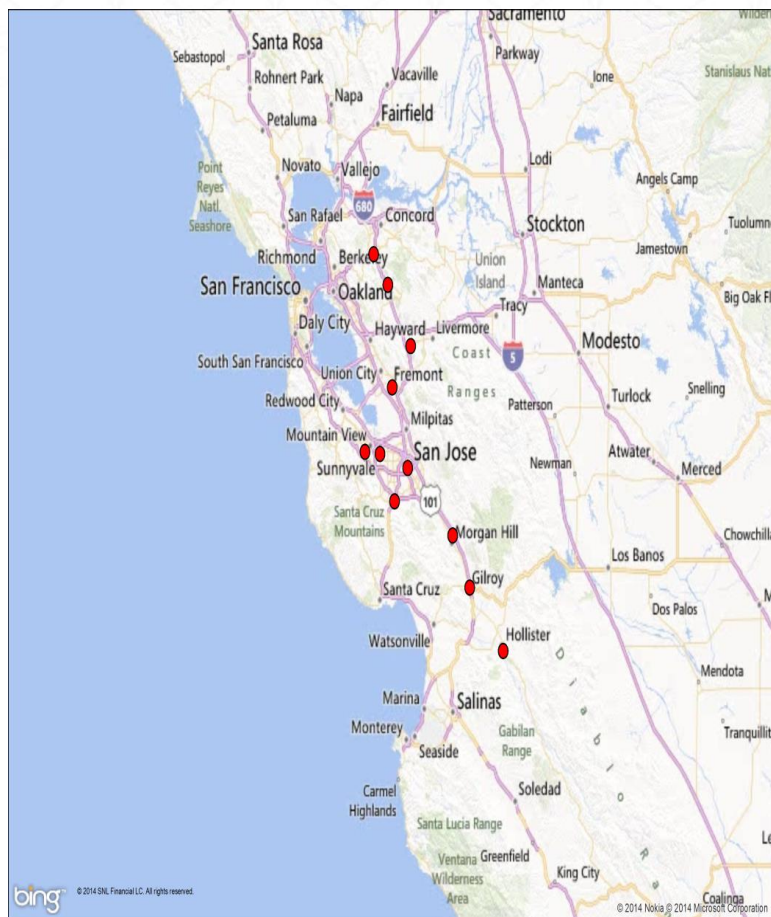 Sacramento
Wilder
Santa Rosa
Parkway
Sebastopol
Ione
Stanislaus Nat
Rohnert Park
Vacaville
Napa
Fairfield
Petaluma
Lodi
Novato
Vallejo
Angels Camp
Point
Reyes
Natl.
Seashore
680
San Rafael
Concord
Stockton
Tuolumn
Jamestown
Richmond
Berkeley
Union
Island
San Francisco
Oakland
Manteca
Big Oak Fl
Tracy
Daly City
Hayward
Livermore
Modesto
Coast
Ranges
5
South San Francisco
Union City
Fremont
Snelling
Redwood City
Patterson
Turlock
Milpitas
Mountain View
San Jose
Atwater
Sunnyvale
Newman
Merced
101
Santa Cruz
Mountains
Morgan Hill
Chowchilla
Los Banos
Gilroy
Santa Cruz
Dos Palos
M
Watsonville
Hollister
D i a b l o R
Mendota
Marina
Salinas
Monterey
Gabilan
Range
Tranquillit
Seaside
Carmel
Highlands
Soledad
Santa Lucia Range
Le
Ventana
Wilderness
Area
Greenfield
King City
Coalinga
bing
© 2014 SNL Financial LC. All rights reserved.
© 2014 Nokia © 2014 Microsoft Corporation